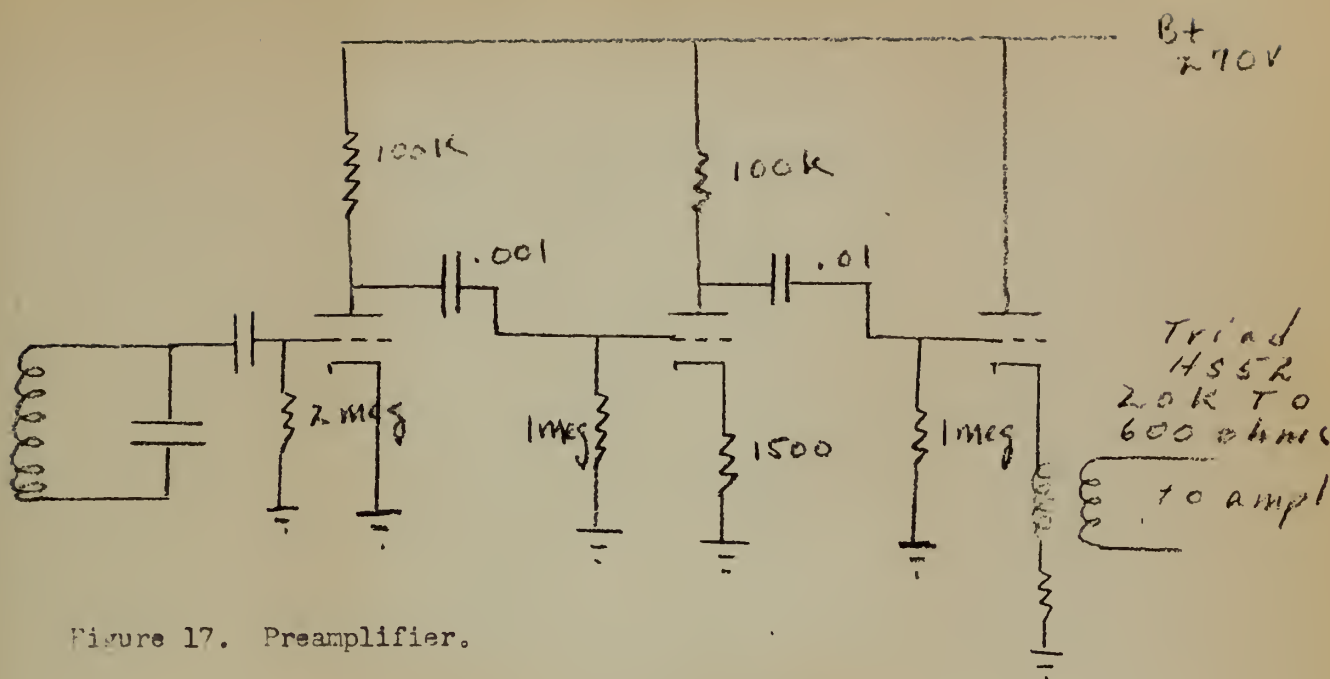 B+
270V
100K
100K
.001
.01
2 meg
1meg
1500
1meg
Triad
HS52
20K TO
600 ohms
to ampl
Figure 17. Preamplifier.